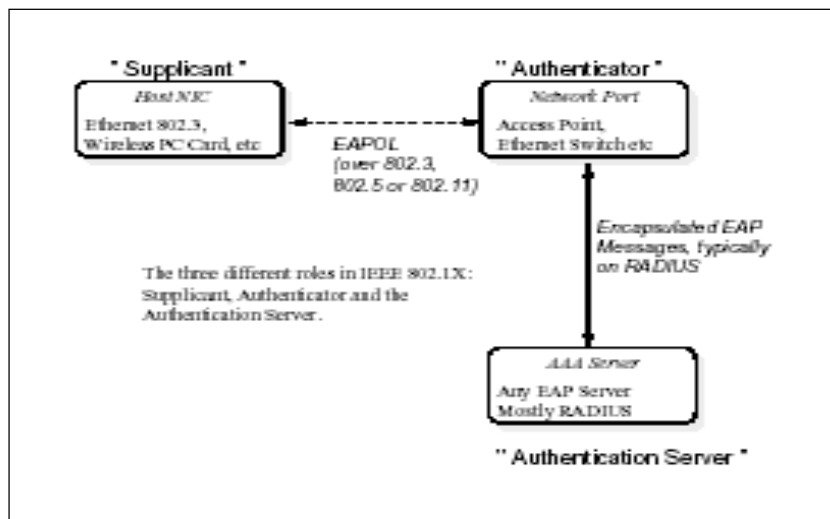 " Supplicant "
Host NIC
Ethernet 802.3,
Wireless PC Card, etc
EAPOL
(over 802.3,
802.5 or 802.11)
" Authenticator "
Network Port
Access Point,
Ethernet Switch etc
Encapsulated EAP
Messages, typically
on RADIUS
The three different roles in IEEE 802.1X:
Supplicant, Authenticator and the
Authentication Server.
AAA Server
Any EAP Server
Mostly RADIUS
" Authentication Server "